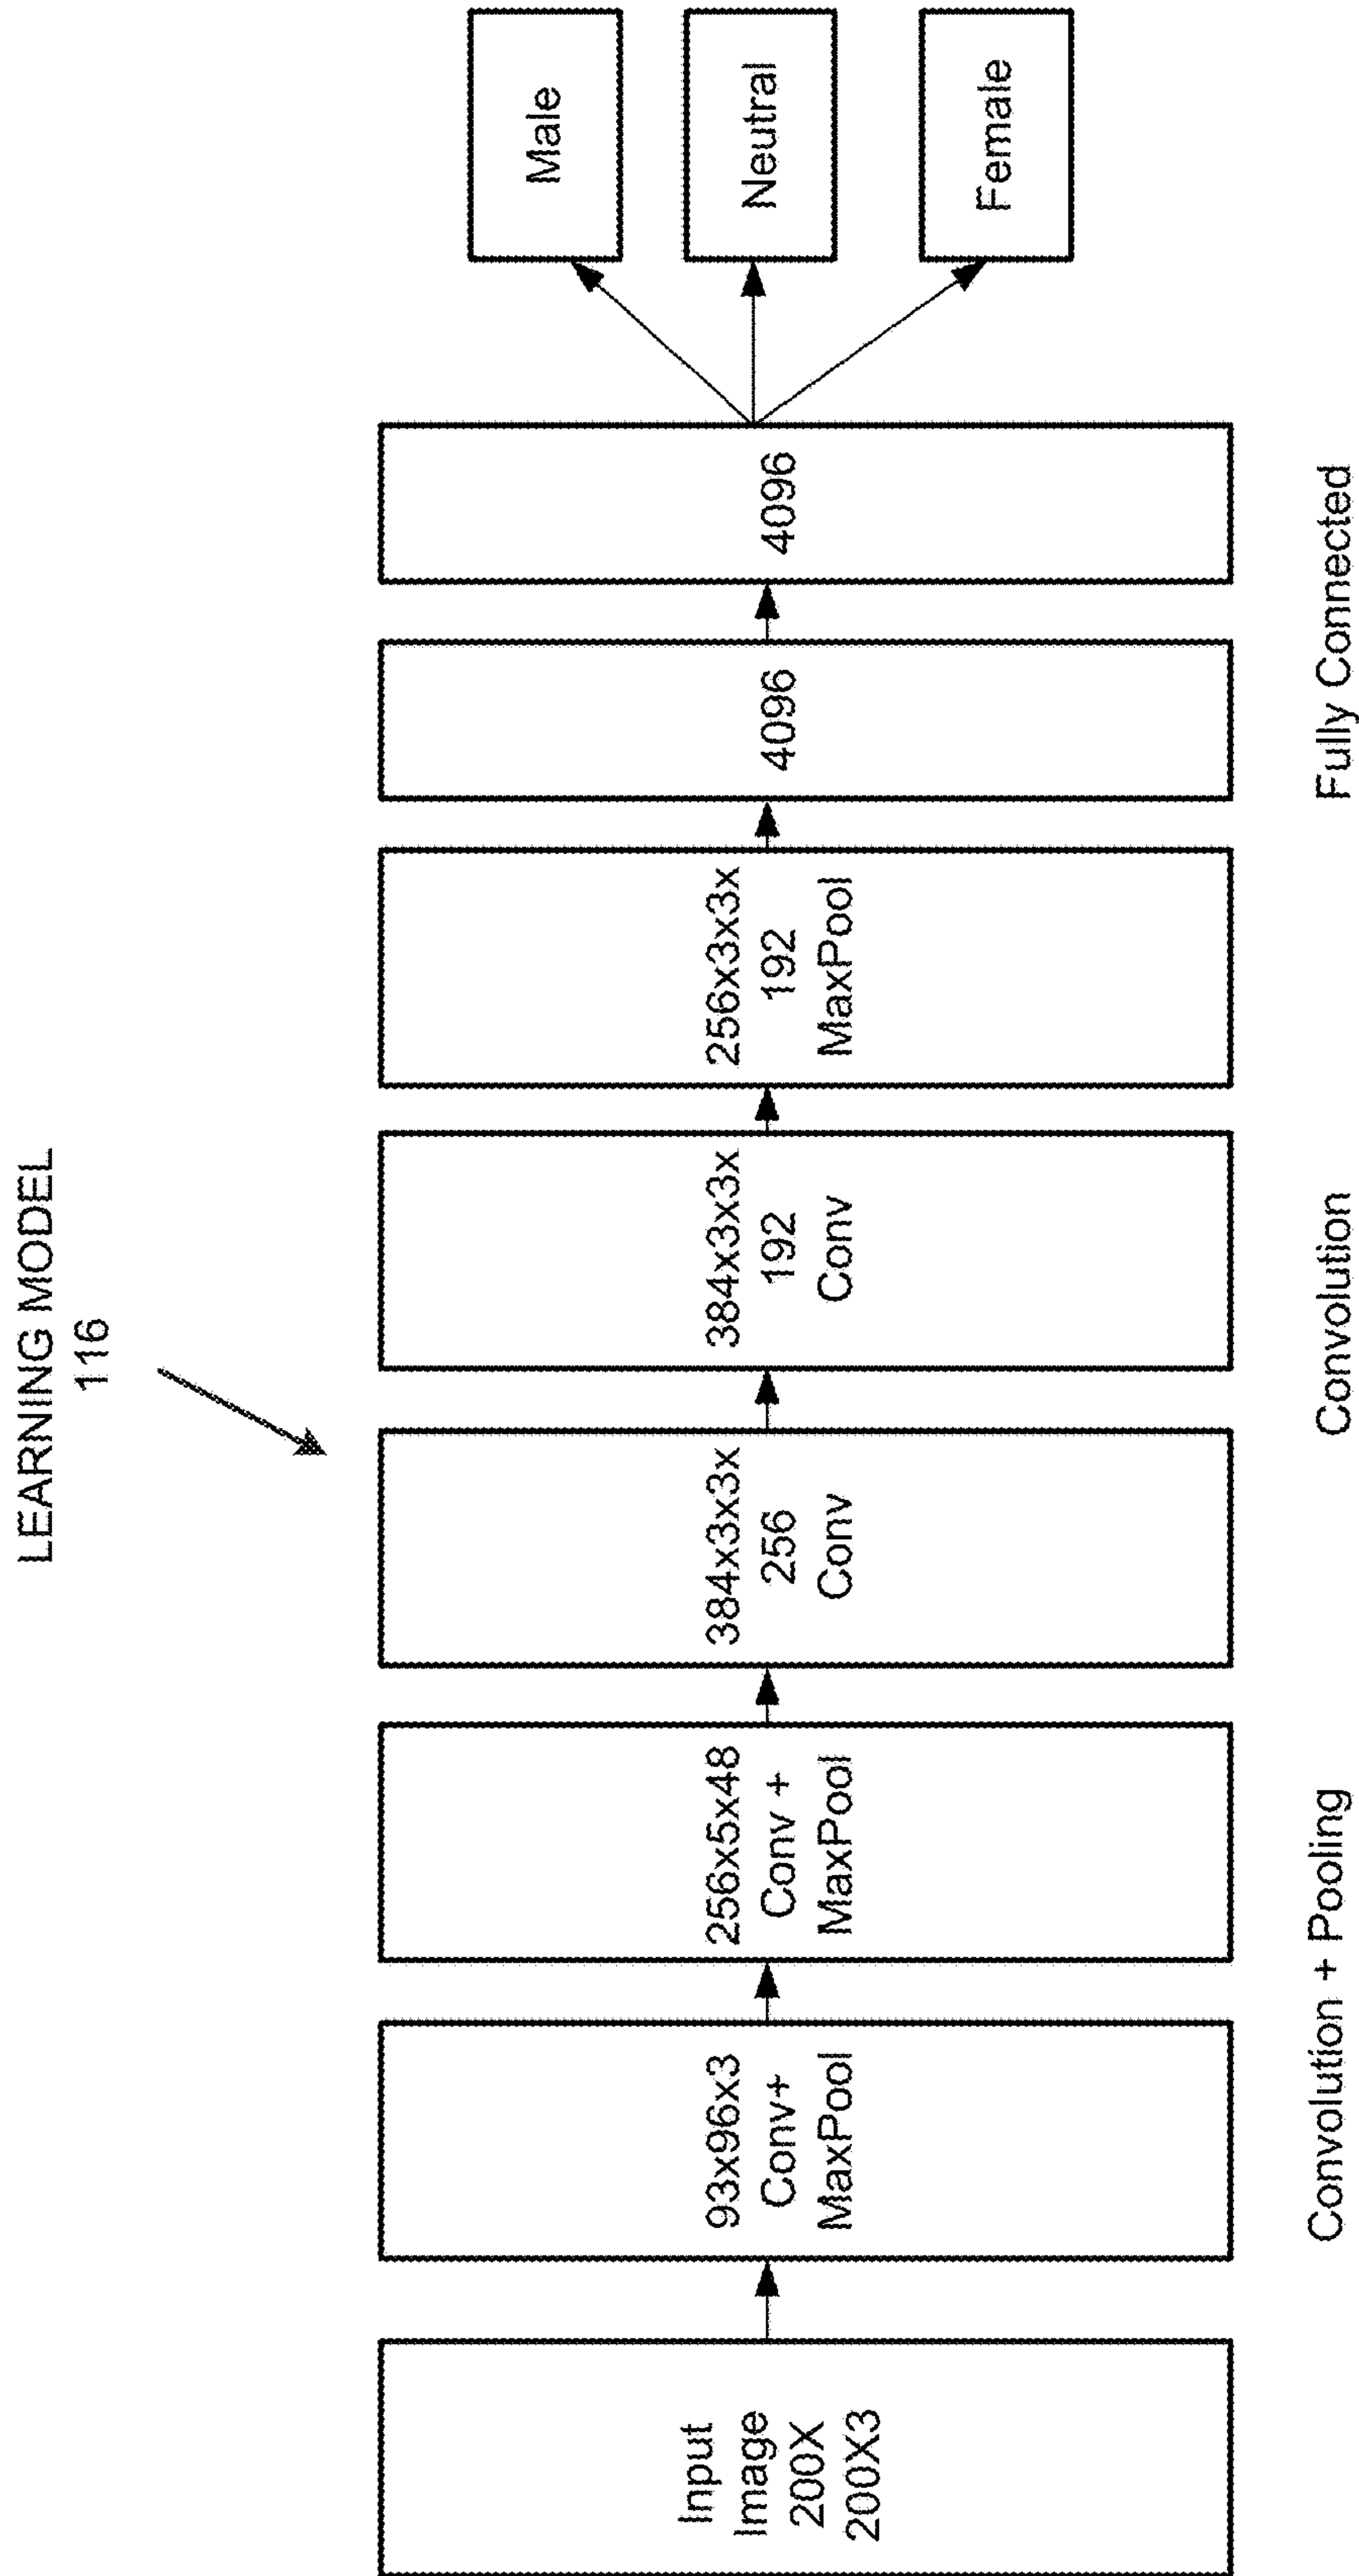 LEARNING MODEL
116
Input
Image
200X
200X3
93x96x3
Conv+
MaxPool
256x5x48
Conv +
MaxPool
384x3x3x
256
Conv
384x3x3x
192
Conv
256x3x3x
192
MaxPool
4096
4096
Male
Neutral
Female
Convolution + Pooling
Convolution
Fully Connected